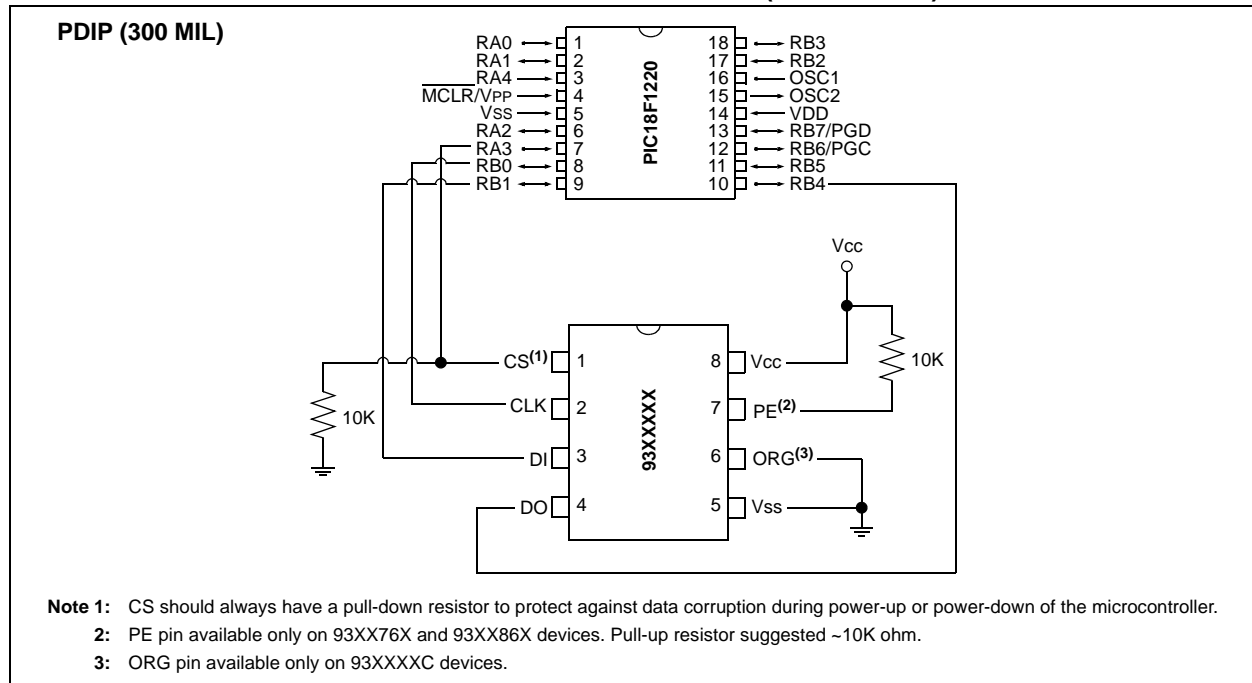 PDIP (300 MIL)
RA0 1 18 RB3
RA1 2 17 RB2
RA4 3 16 OSC1
MCLR/VPP 4 15 OSC2
VSS 5 14 VDD
RA2 6 13 RB7/PGD
RA3 7 12 RB6/PGC
RB0 8 11 RB5
RB1 9 10 RB4
PIC18F1220
Vcc
CS(1) 1 8 Vcc
10K
CLK 2 7 PE(2)
10K
DI 3 6 ORG(3)
DO 4 5 Vss
93XXXXX
Note 1: CS should always have a pull-down resistor to protect against data corruption during power-up or power-down of the microcontroller.
2: PE pin available only on 93XX76X and 93XX86X devices. Pull-up resistor suggested ~10K ohm.
3: ORG pin available only on 93XXXXC devices.